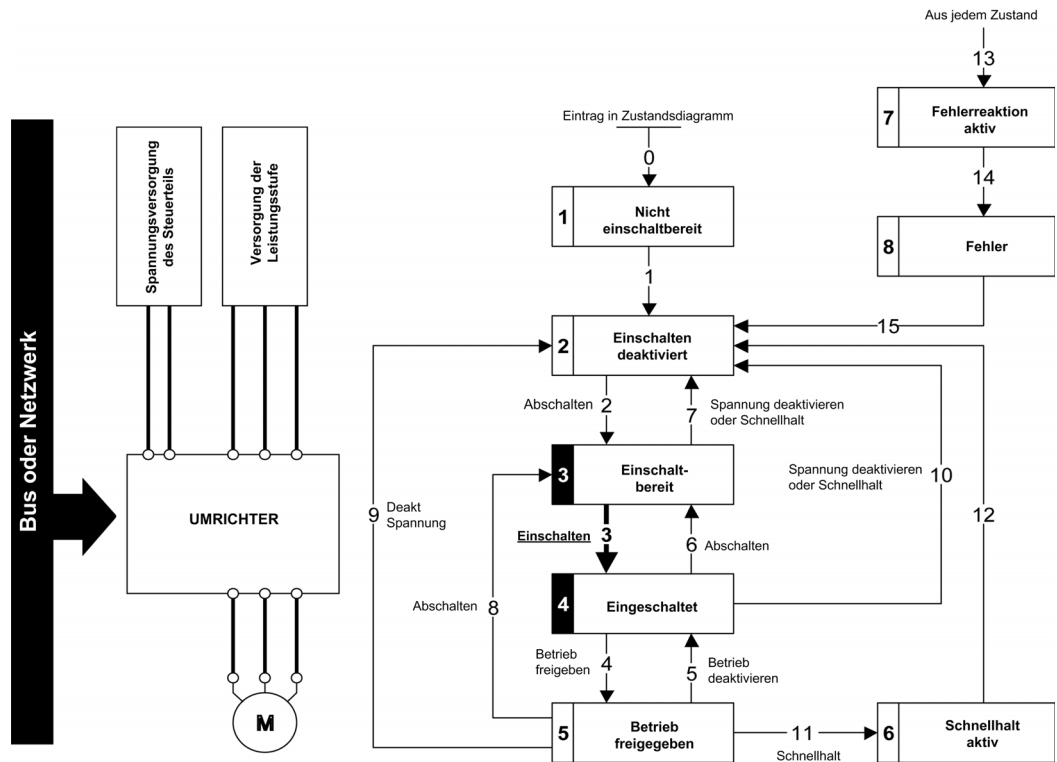 Bus oder Netzwerk
Spannungsversorgung
des Steuerteils
Versorgung der
Leistungsstufe
UMRICHTER
M
Aus jedem Zustand
13
7
Fehlerreaktion
aktiv
14
8
Fehler
15
Eintrag in Zustandsdiagramm
0
1
Nicht
einschaltbereit
1
2
Einschalten
deaktiviert
Abschalten
2
7
Spannung deaktivieren
oder Schnellhalt
3
Einschalt-
bereit
Spannung deaktivieren
oder Schnellhalt
10
9
Deakt
Spannung
Einschalten
3
6
Abschalten
12
Abschalten
8
4
Eingeschaltet
Betrieb
freigeben
4
5
Betrieb
deaktivieren
5
Betrieb
freigegeben
11
Schnellhalt
6
Schnellhalt
aktiv